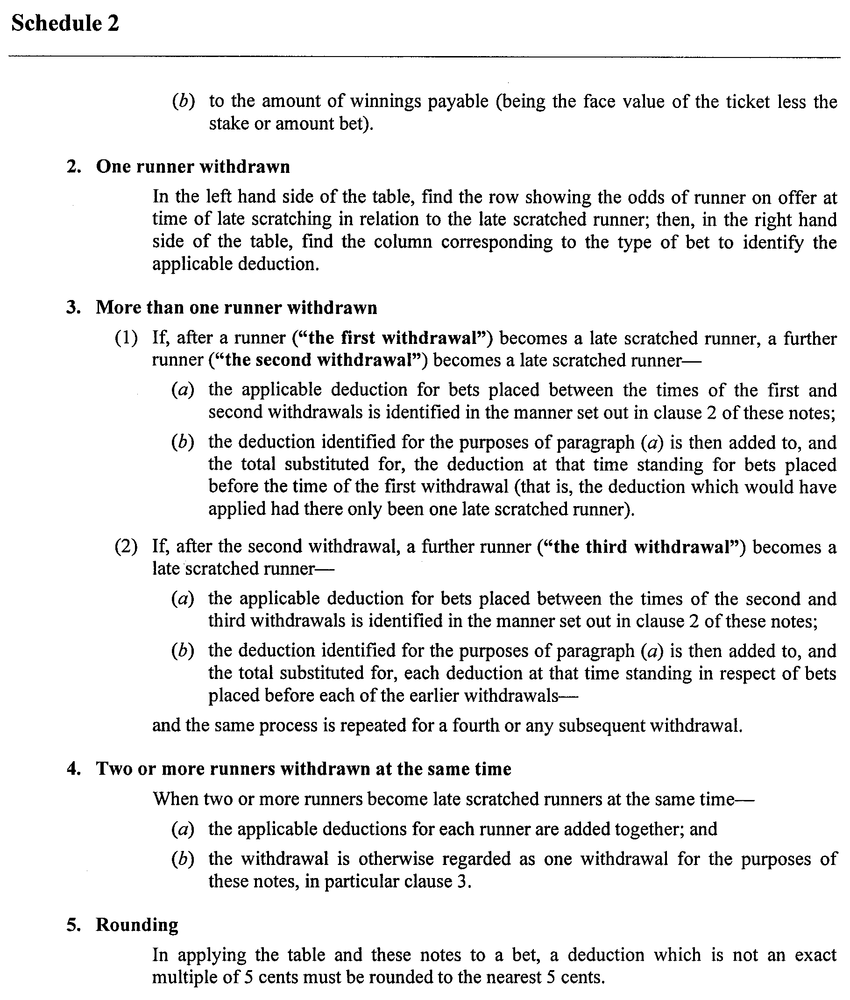 Schedule 2
(b) to the amount of winnings payable (being the face value of the ticket less the
stake or amount bet).
2. One runner withdrawn
In the left hand side of the table, find the row showing the odds of runner on offer at
time of late scratching in relation to the late scratched runner; then, in the right hand
side of the table, find the column corresponding to the type of bet to identify the
applicable deduction.
3. More than one runner withdrawn
(1) If, after a runner (“the first withdrawal”) becomes a late scratched runner, a further
runner (“the second withdrawal”) becomes a late scratched runner—
(a) the applicable deduction for bets placed between the times of the first and
second withdrawals is identified in the manner set out in clause 2 of these notes;
(b) the deduction identified for the purposes of paragraph (a) is then added to, and
the total substituted for, the deduction at that time standing for bets placed
before the time of the first withdrawal (that is, the deduction which would have
applied had there only been one late scratched runner).
(2) If, after the second withdrawal, a further runner (“the third withdrawal”) becomes a
late scratched runner—
(a) the applicable deduction for bets placed between the times of the second and
third withdrawals is identified in the manner set out in clause 2 of these notes;
(b) the deduction identified for the purposes of paragraph (a) is then added to, and
the total substituted for, each deduction at that time standing in respect of bets
placed before each of the earlier withdrawals—
and the same process is repeated for a fourth or any subsequent withdrawal.
4. Two or more runners withdrawn at the same time
When two or more runners become late scratched runners at the same time—
(a) the applicable deductions for each runner are added together; and
(b) the withdrawal is otherwise regarded as one withdrawal for the purposes of
these notes, in particular clause 3.
5. Rounding
In applying the table and these notes to a bet, a deduction which is not an exact
multiple of 5 cents must be rounded to the nearest 5 cents.